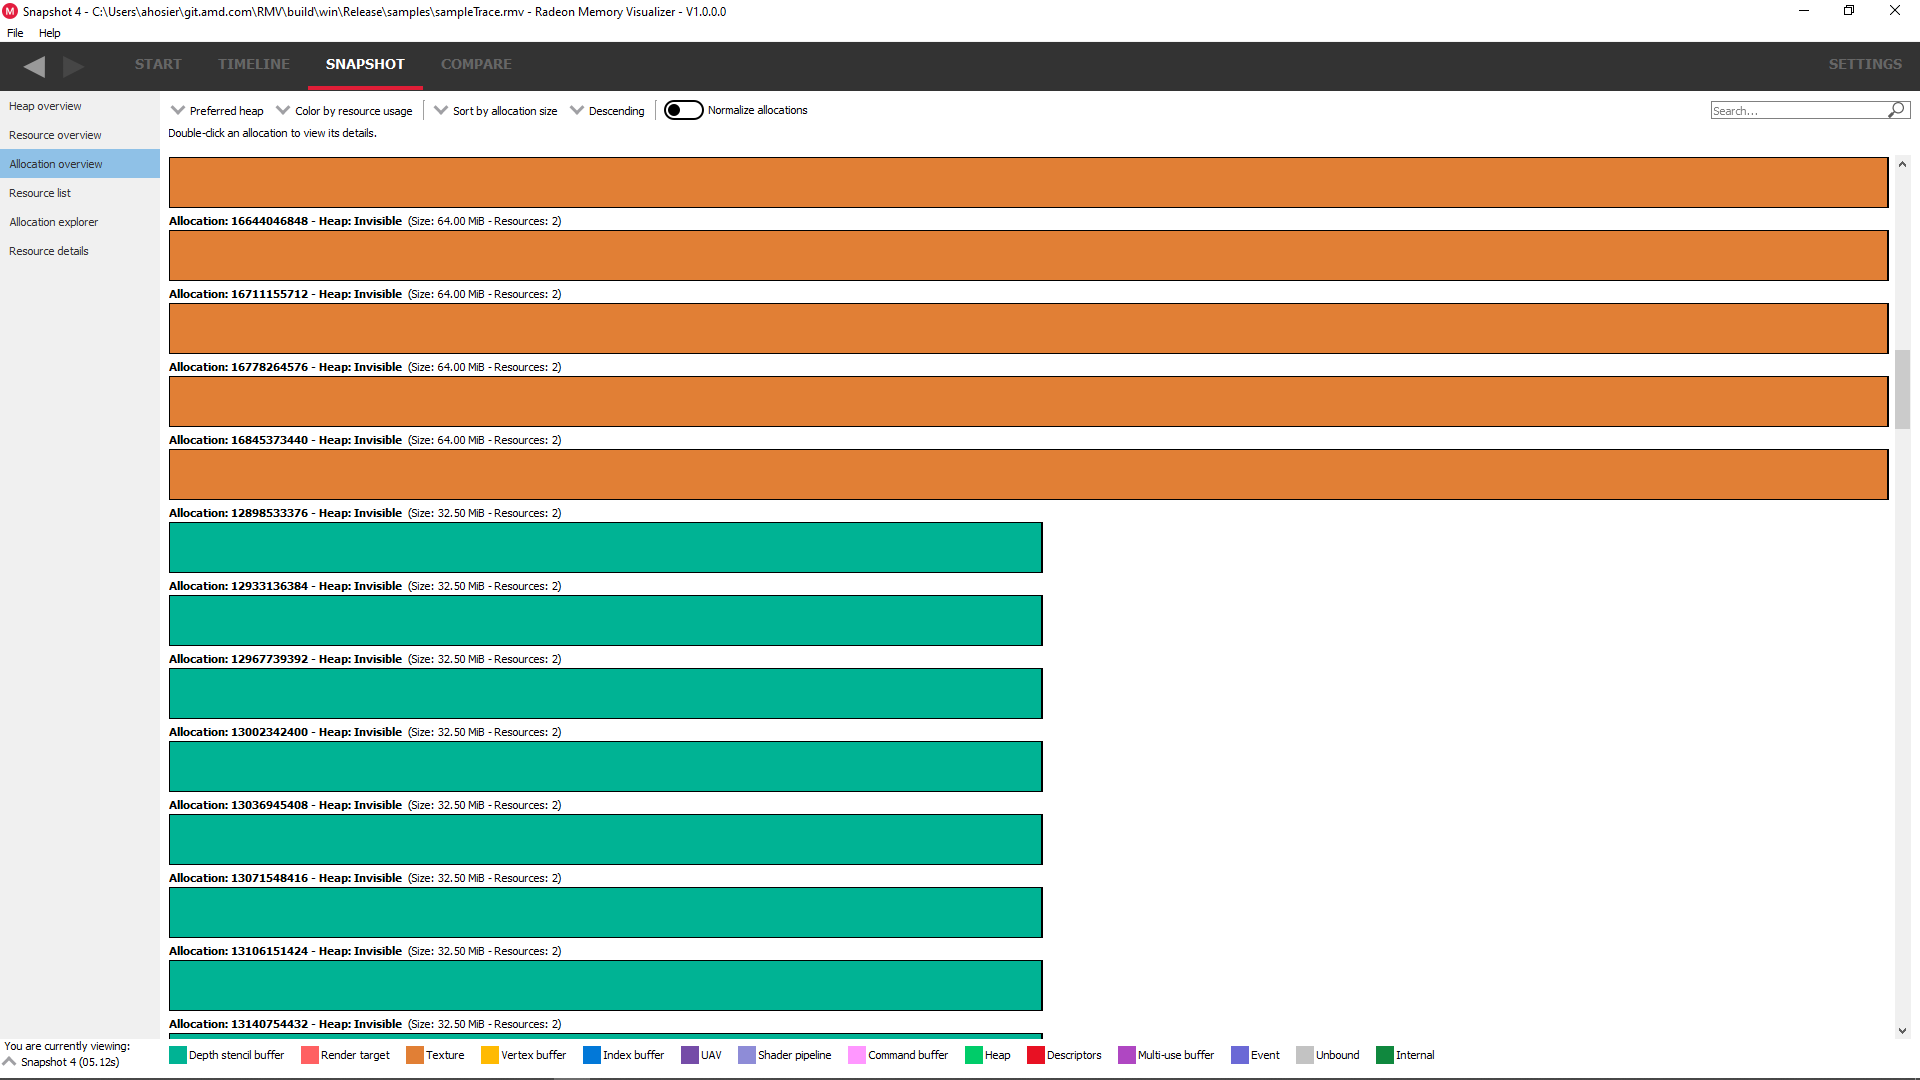 M Snapshot 4 - C:\Users\ahosier\git.amd.com\RMV\build\win\Release\samples\sampleTrace.rmv - Radeon Memory Visualizer - V1.0.0.0
File Help
START TIMELINE SNAPSHOT COMPARE SETTINGS
Heap overview
Resource overview
Allocation overview
Resource list
Allocation explorer
Resource details
Preferred heap Color by resource usage Sort by allocation size Descending Normalize allocations Search...
Double-click an allocation to view its details.
Allocation: 16644046848 - Heap: Invisible (Size: 64.00 MiB - Resources: 2)
Allocation: 16711155712 - Heap: Invisible (Size: 64.00 MiB - Resources: 2)
Allocation: 16778264576 - Heap: Invisible (Size: 64.00 MiB - Resources: 2)
Allocation: 16845373440 - Heap: Invisible (Size: 64.00 MiB - Resources: 2)
Allocation: 12898533376 - Heap: Invisible (Size: 32.50 MiB - Resources: 2)
Allocation: 12933136384 - Heap: Invisible (Size: 32.50 MiB - Resources: 2)
Allocation: 12967739392 - Heap: Invisible (Size: 32.50 MiB - Resources: 2)
Allocation: 13002342400 - Heap: Invisible (Size: 32.50 MiB - Resources: 2)
Allocation: 13036945408 - Heap: Invisible (Size: 32.50 MiB - Resources: 2)
Allocation: 13071548416 - Heap: Invisible (Size: 32.50 MiB - Resources: 2)
Allocation: 13106151424 - Heap: Invisible (Size: 32.50 MiB - Resources: 2)
Allocation: 13140754432 - Heap: Invisible (Size: 32.50 MiB - Resources: 2)
You are currently viewing:
Snapshot 4 (05.12s)
Depth stencil buffer Render target Texture Vertex buffer Index buffer UAV Shader pipeline Command buffer Heap Descriptors Multi-use buffer Event Unbound Internal